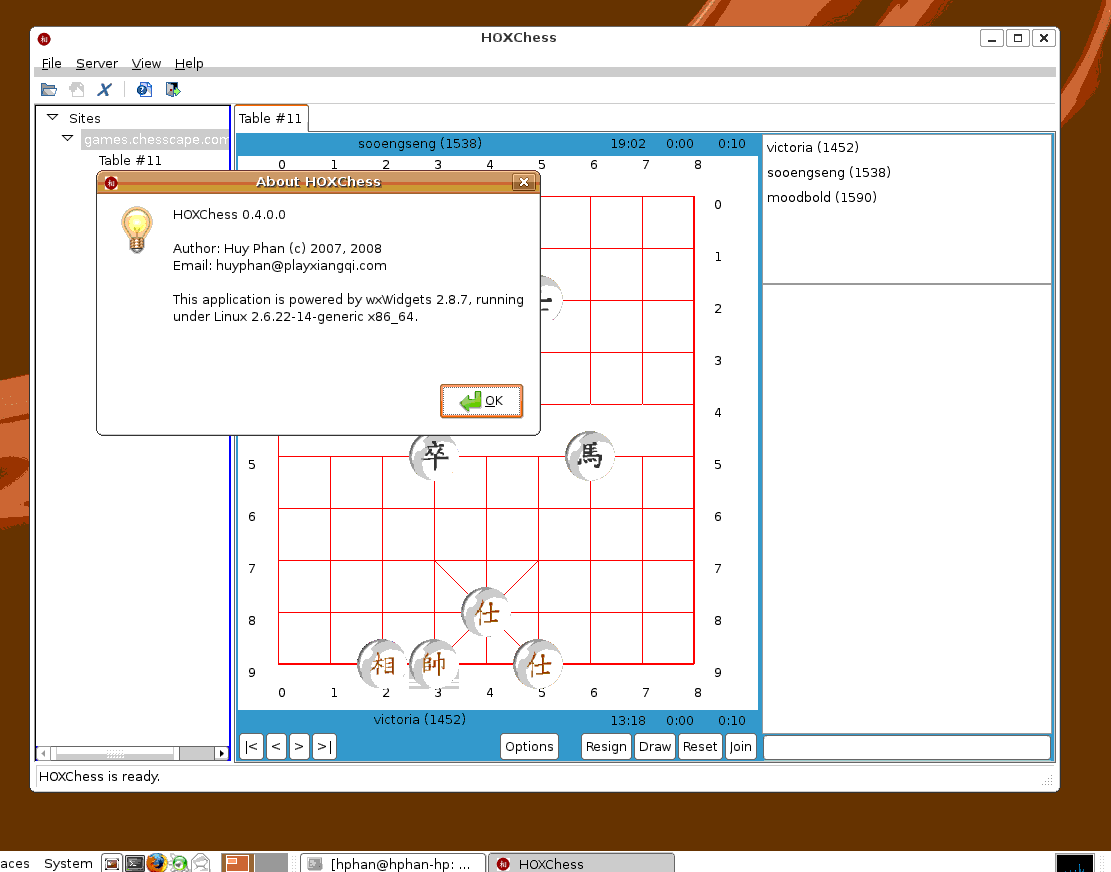 HOXChess
File Server View Help
Sites
games.chesscape.com
Table #11
Table #11
sooengseng (1538) 19:02 0:00 0:10
0 1 2 3 4 5 6 7 8
0
1
2
3
4
5 5
6 6
7 7
8 8
9 9
0 1 2 3 4 5 6 7 8
卒 馬
仕
相 帥 仕
victoria (1452) 13:18 0:00 0:10
|< < > >| Options Resign Draw Reset Join
victoria (1452)
sooengseng (1538)
moodbold (1590)
About HOXChess
HOXChess 0.4.0.0
Author: Huy Phan (c) 2007, 2008
Email: huyphan@playxiangqi.com
This application is powered by wxWidgets 2.8.7, running
under Linux 2.6.22-14-generic x86_64.
OK
HOXChess is ready.
aces System [hphan@hphan-hp: ... HOXChess